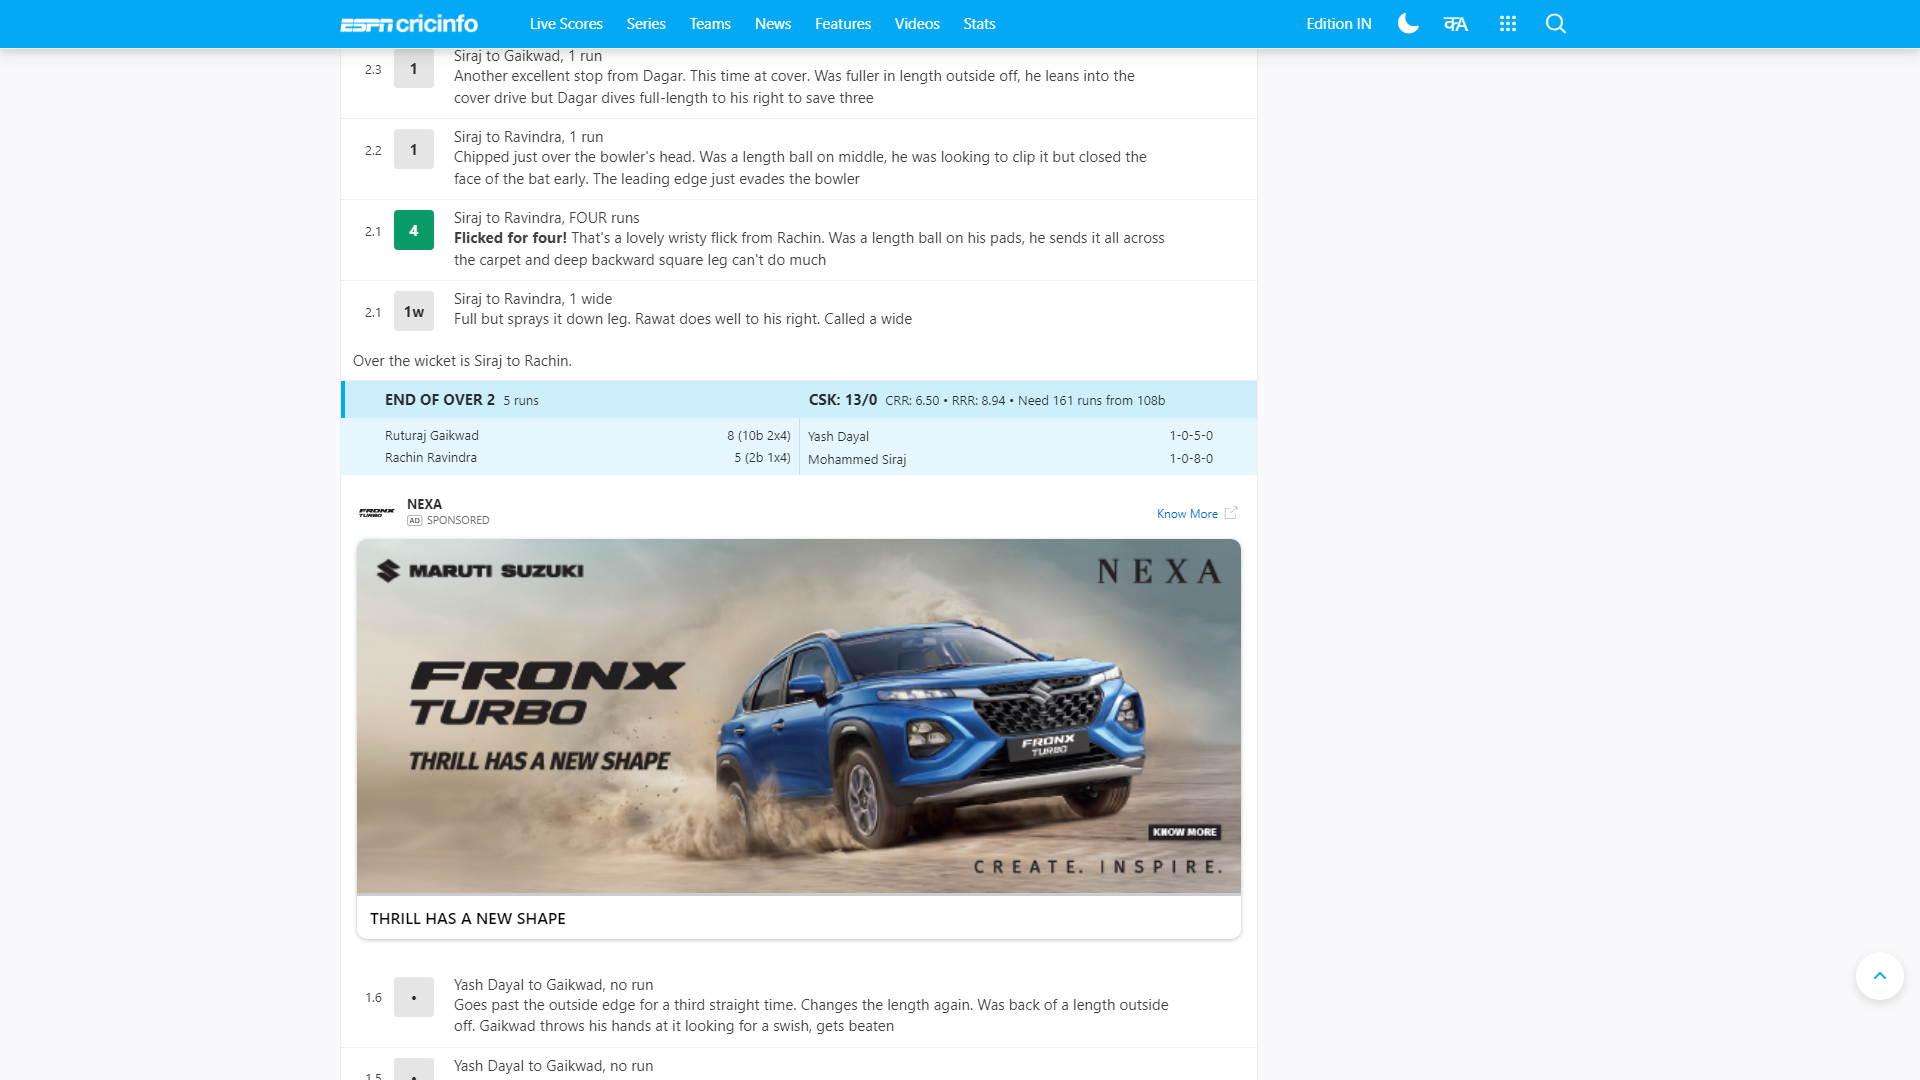 ESPN cricinfo Live Scores Series Teams News Features Videos Stats Edition IN क A
Siraj to Gaikwad, 1 run
2.3 1 Another excellent stop from Dagar. This time at cover. Was fuller in length outside off, he leans into the
cover drive but Dagar dives full-length to his right to save three
Siraj to Ravindra, 1 run
2.2 1 Chipped just over the bowler's head. Was a length ball on middle, he was looking to clip it but closed the
face of the bat early. The leading edge just evades the bowler
Siraj to Ravindra, FOUR runs
2.1 4 Flicked for four! That's a lovely wristy flick from Rachin. Was a length ball on his pads, he sends it all across
the carpet and deep backward square leg can't do much
Siraj to Ravindra, 1 wide
2.1 1w Full but sprays it down leg. Rawat does well to his right. Called a wide
Over the wicket is Siraj to Rachin.
END OF OVER 2 5 runs CSK: 13/0 CRR: 6.50 • RRR: 8.94 • Need 161 runs from 108b
Ruturaj Gaikwad 8 (10b 2x4) Yash Dayal 1-0-5-0
Rachin Ravindra 5 (2b 1x4) Mohammed Siraj 1-0-8-0
FRONX TURBO NEXA
AD SPONSORED Know More
MARUTI SUZUKI NEXA
FRONX
TURBO
THRILL HAS A NEW SHAPE
FRONX
TURBO
KNOW MORE
CREATE. INSPIRE.
THRILL HAS A NEW SHAPE
Yash Dayal to Gaikwad, no run
1.6 • Goes past the outside edge for a third straight time. Changes the length again. Was back of a length outside
off. Gaikwad throws his hands at it looking for a swish, gets beaten
Yash Dayal to Gaikwad, no run
1.5 •